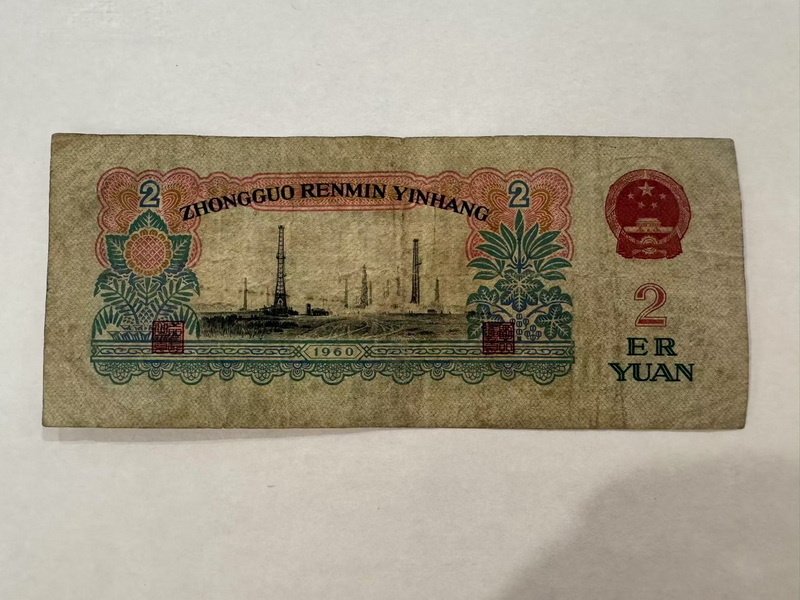 2
2
ZHONGGUO RENMIN YINHANG
1960
2
ER
YUAN